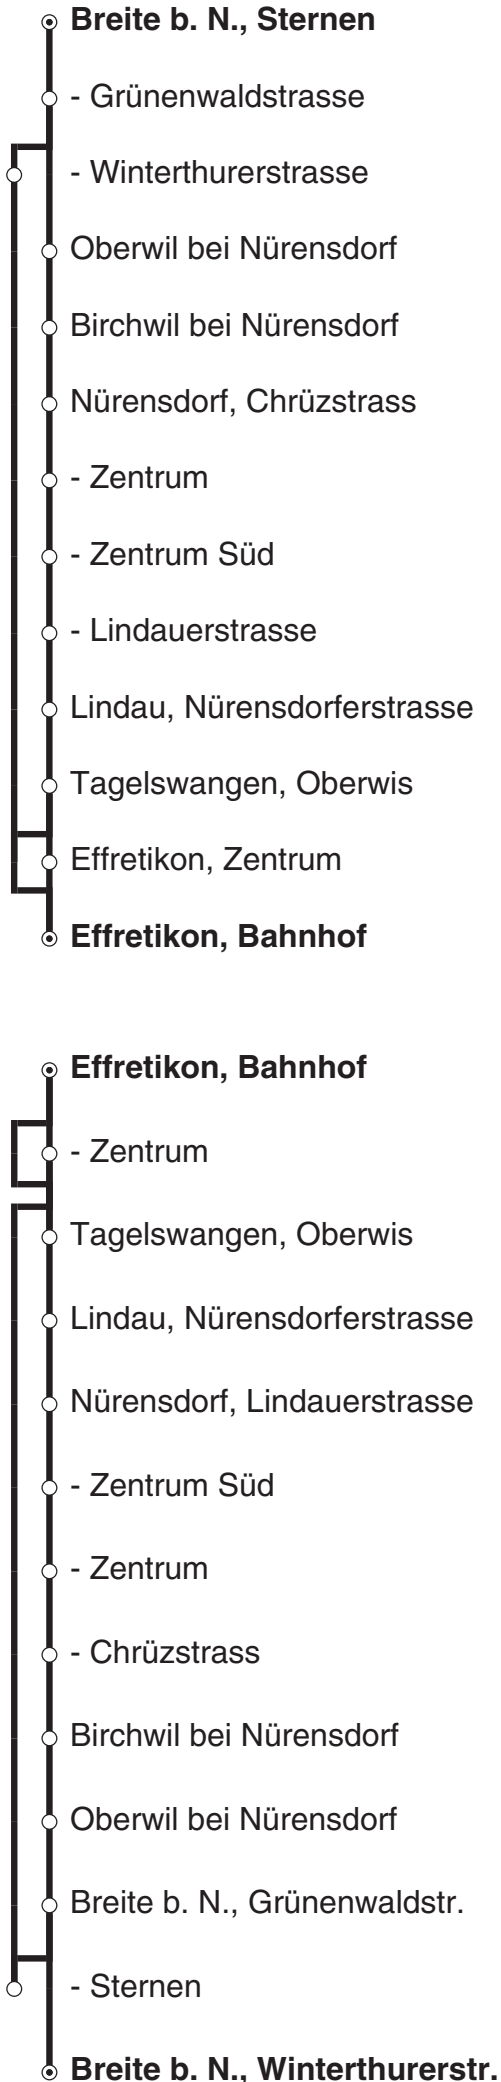 Breite b. N., Sternen
- Grünenwaldstrasse
- Winterthurerstrasse
Oberwil bei Nürensdorf
Birchwil bei Nürensdorf
Nürensdorf, Chrüzstrass
- Zentrum
- Zentrum Süd
- Lindauerstrasse
Lindau, Nürensdorferstrasse
Tagelswangen, Oberwis
Effretikon, Zentrum
Effretikon, Bahnhof
Effretikon, Bahnhof
- Zentrum
Tagelswangen, Oberwis
Lindau, Nürensdorferstrasse
Nürensdorf, Lindauerstrasse
- Zentrum Süd
- Zentrum
- Chrüzstrass
Birchwil bei Nürensdorf
Oberwil bei Nürensdorf
Breite b. N., Grünenwaldstr.
- Sternen
Breite b. N., Winterthurerstr.